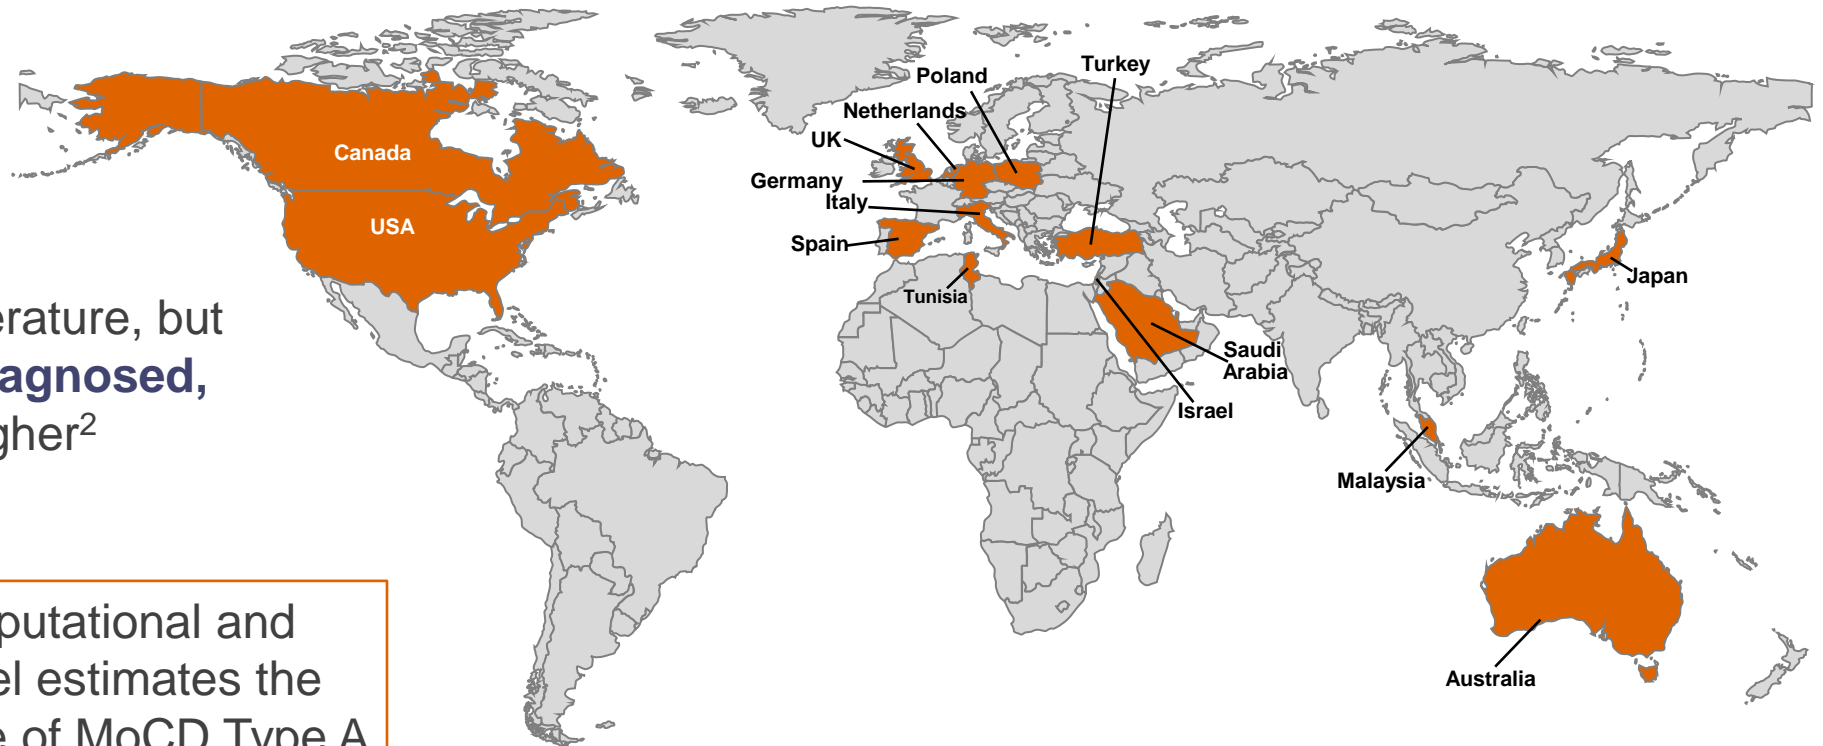 Turkey
Poland
Netherlands
UK
Canada
Germany
Italy
USA
Spain
Japan
Tunisia
erature, but
Saudi
Arabia
agnosed,
Israel
gher2
Malaysia
putational and
el estimates the
Australia
e of MoCD Type A